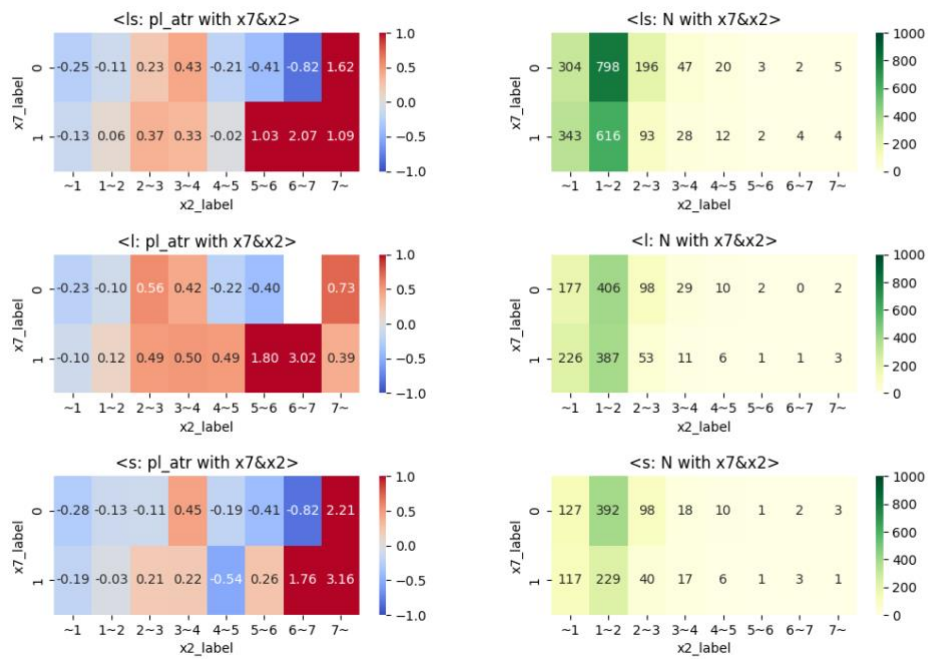 <ls: pl_atr with x7&x2>
x7_label
0 -0.25 -0.11 0.23 0.43 -0.21 -0.41 -0.82 1.62
1 -0.13 0.06 0.37 0.33 -0.02 1.03 2.07 1.09
~1 1~2 2~3 3~4 4~5 5~6 6~7 7~
x2_label
1.0
0.5
0.0
−0.5
−1.0
<ls: N with x7&x2>
x7_label
0 304 798 196 47 20 3 2 5
1 343 616 93 28 12 2 4 4
~1 1~2 2~3 3~4 4~5 5~6 6~7 7~
x2_label
1000
800
600
400
200
0
<l: pl_atr with x7&x2>
x7_label
0 -0.23 -0.10 0.56 0.42 -0.22 -0.40 0.73
1 -0.10 0.12 0.49 0.50 0.49 1.80 3.02 0.39
~1 1~2 2~3 3~4 4~5 5~6 6~7 7~
x2_label
1.0
0.5
0.0
−0.5
−1.0
<l: N with x7&x2>
x7_label
0 177 406 98 29 10 2 0 2
1 226 387 53 11 6 1 1 3
~1 1~2 2~3 3~4 4~5 5~6 6~7 7~
x2_label
1000
800
600
400
200
0
<s: pl_atr with x7&x2>
x7_label
0 -0.28 -0.13 -0.11 0.45 -0.19 -0.41 -0.82 2.21
1 -0.19 -0.03 0.21 0.22 -0.54 0.26 1.76 3.16
~1 1~2 2~3 3~4 4~5 5~6 6~7 7~
x2_label
1.0
0.5
0.0
−0.5
−1.0
<s: N with x7&x2>
x7_label
0 127 392 98 18 10 1 2 3
1 117 229 40 17 6 1 3 1
~1 1~2 2~3 3~4 4~5 5~6 6~7 7~
x2_label
1000
800
600
400
200
0